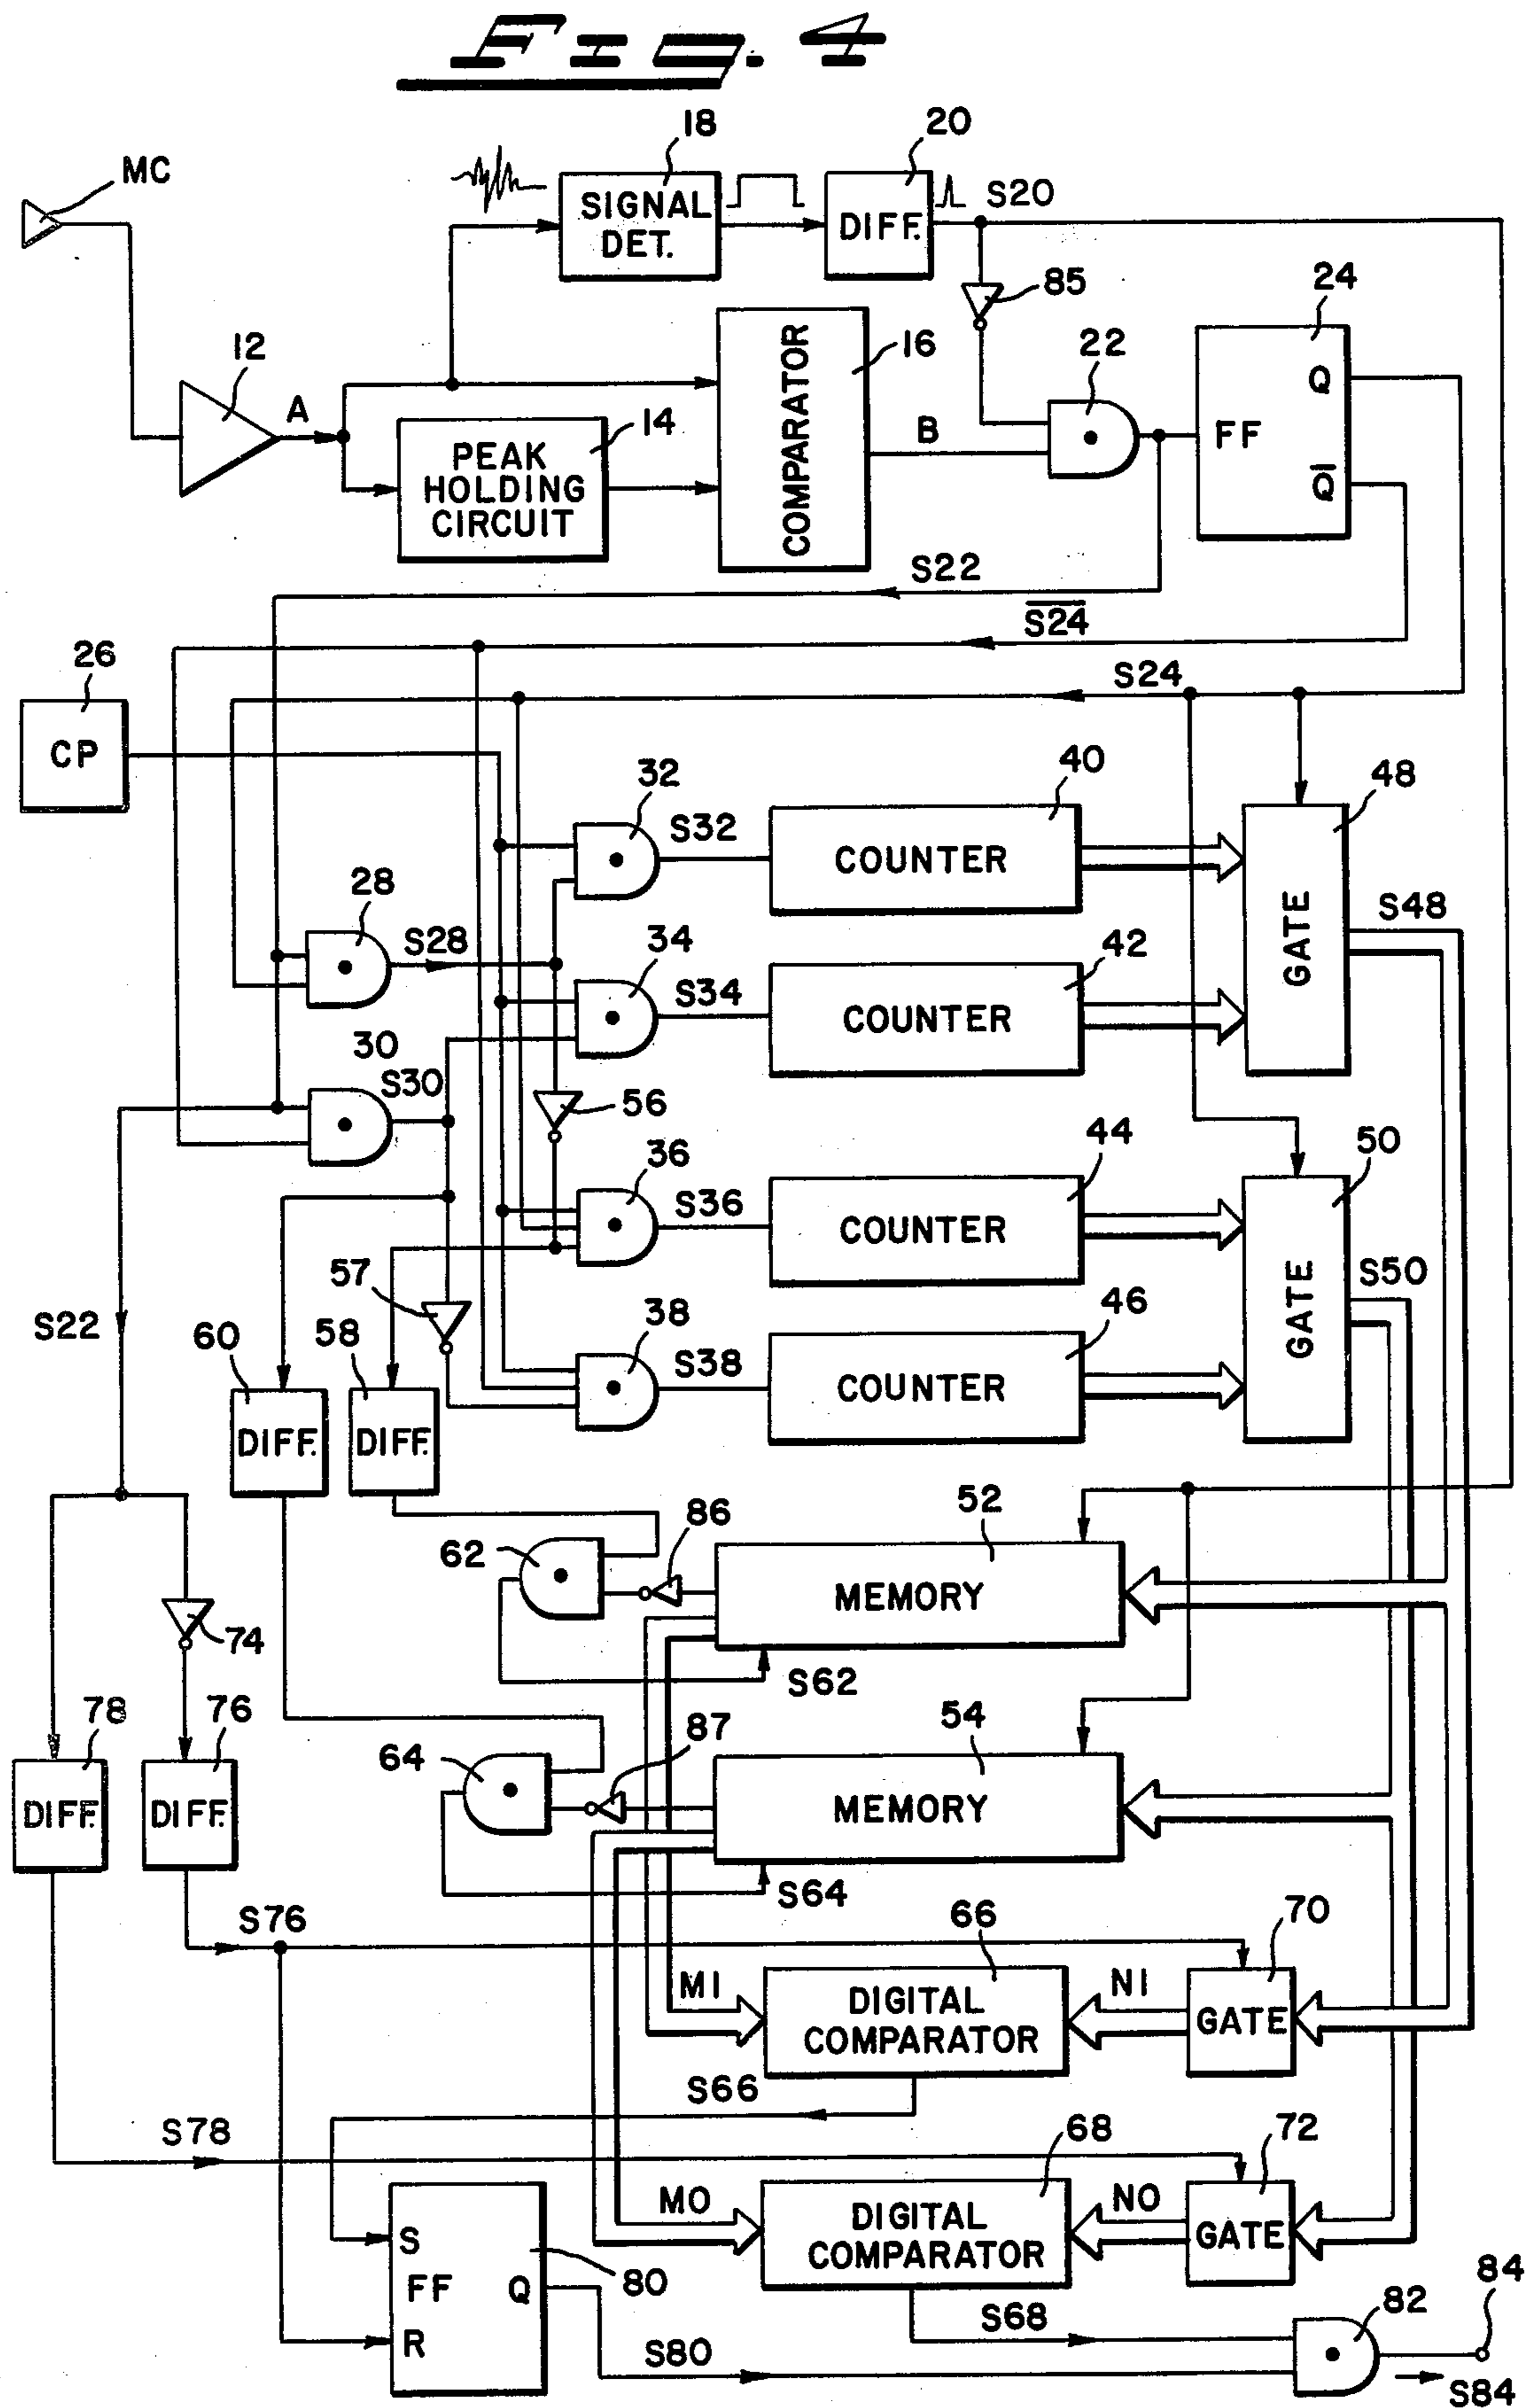 FIG. 4
18
20
MC
SIGNAL
DET.
DIFF.
S20
85
24
12
A
14
PEAK
HOLDING
CIRCUIT
COMPARATOR
16
B
22
FF
Q
Q̅
S22
S̅2̅4̅
26
CP
S24
32
S32
40
COUNTER
48
GATE
S48
28
S28
34
S34
42
COUNTER
30
S30
56
36
S36
44
COUNTER
50
GATE
S50
57
S22
60
DIFF.
58
DIFF.
38
S38
46
COUNTER
62
86
52
MEMORY
S62
74
78
DIFF.
76
DIFF.
64
87
54
MEMORY
S64
S76
66
70
M1
DIGITAL
COMPARATOR
N1
GATE
S66
S78
68
72
MO
DIGITAL
COMPARATOR
NO
GATE
S
FF
Q
R
80
S68
S80
82
84
S84